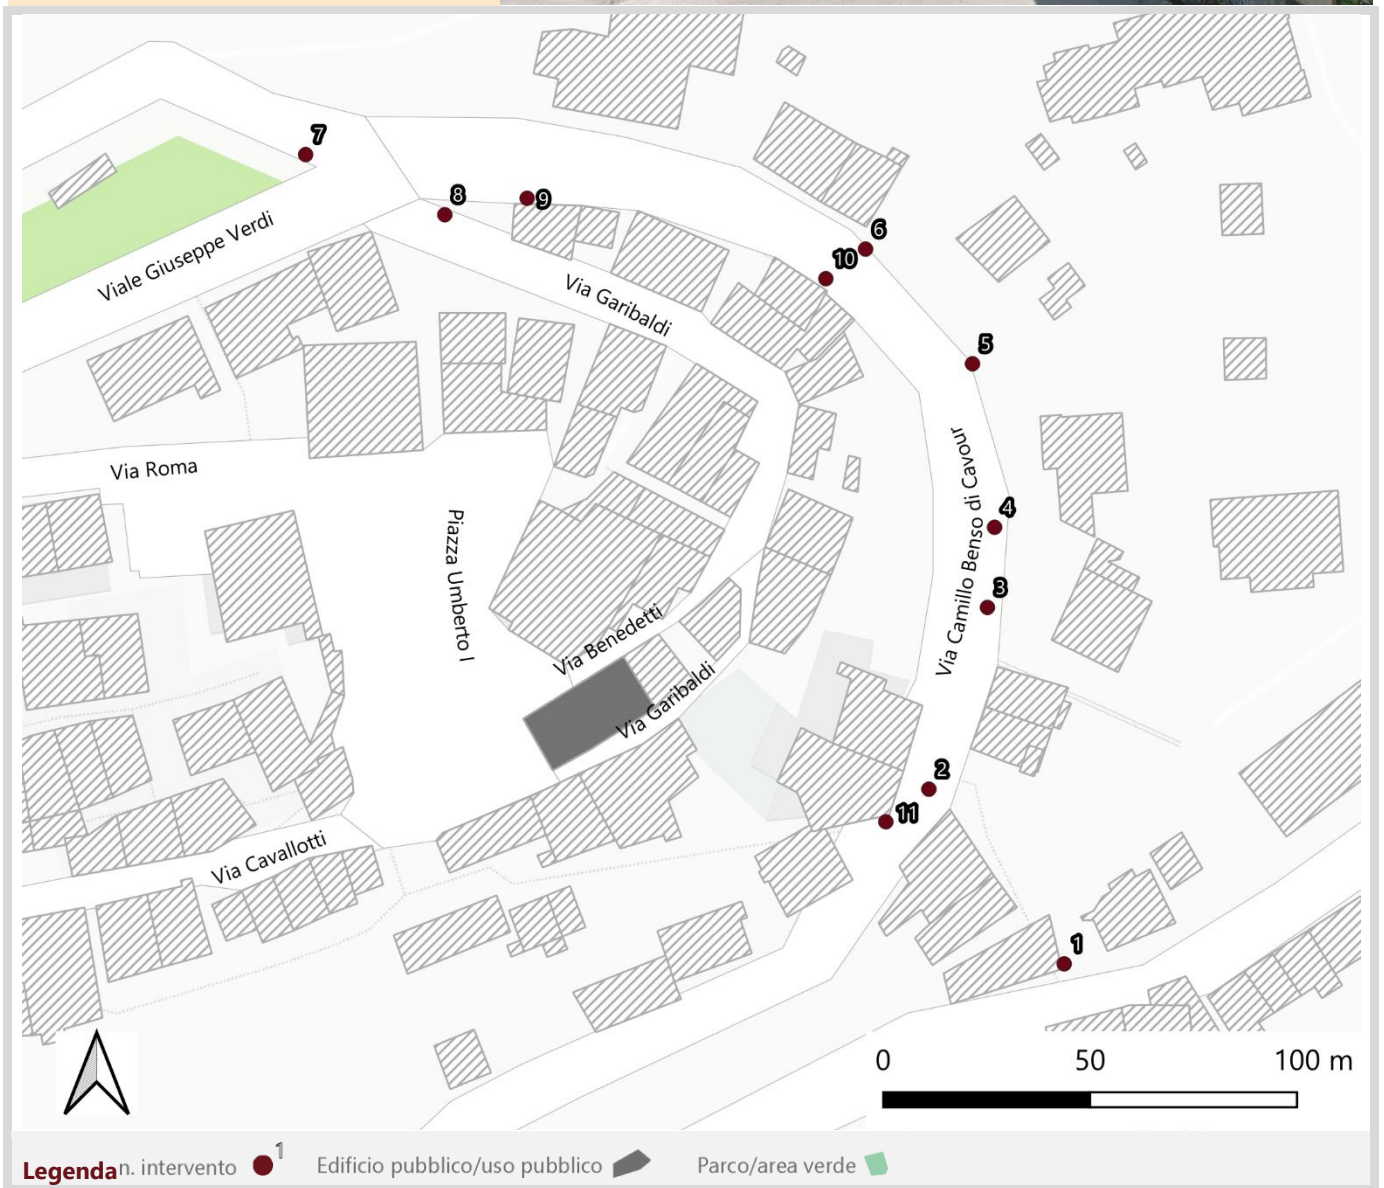 7
8
9
6
10
5
Viale Giuseppe Verdi
Via Garibaldi
Via Roma
Piazza Umberto I
Via Camillo Benso di Cavour
4
3
Via Benedetti
Via Garibaldi
2
11
Via Cavallotti
1
0 50 100 m
Legenda n. intervento 1 Edificio pubblico/uso pubblico Parco/area verde